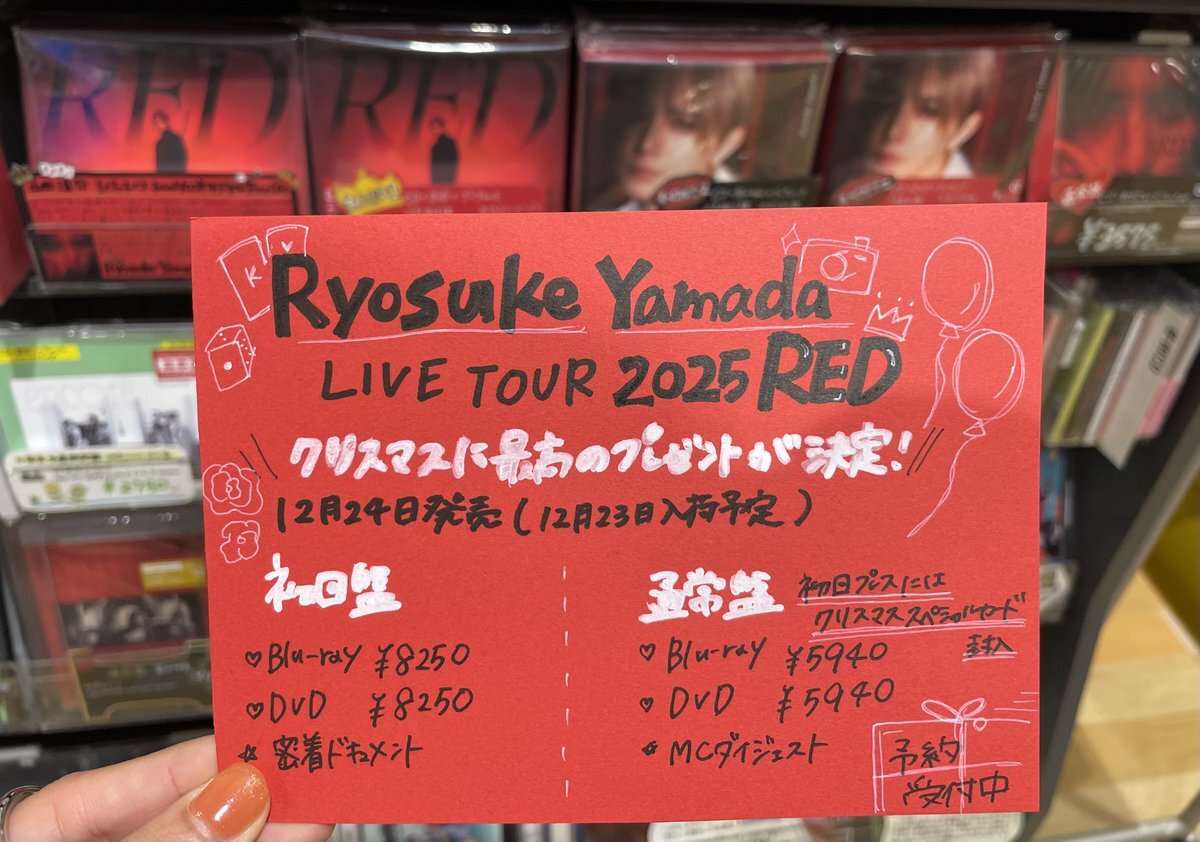 RED
RED
¥3575
K
Ryosuke Yamada
LIVE TOUR 2025 RED
クリスマスに最高のプレゼントが決定!
12月24日発売(12月23日入荷予定)
初回盤
♡Blu-ray ¥8250
♡DVD ¥8250
☆密着ドキュメント
通常盤
初回プレスには
クリスマススペシャルカード
封入
♡Blu-ray ¥5940
♡DVD ¥5940
☆MCダイジェスト
予約
受付中